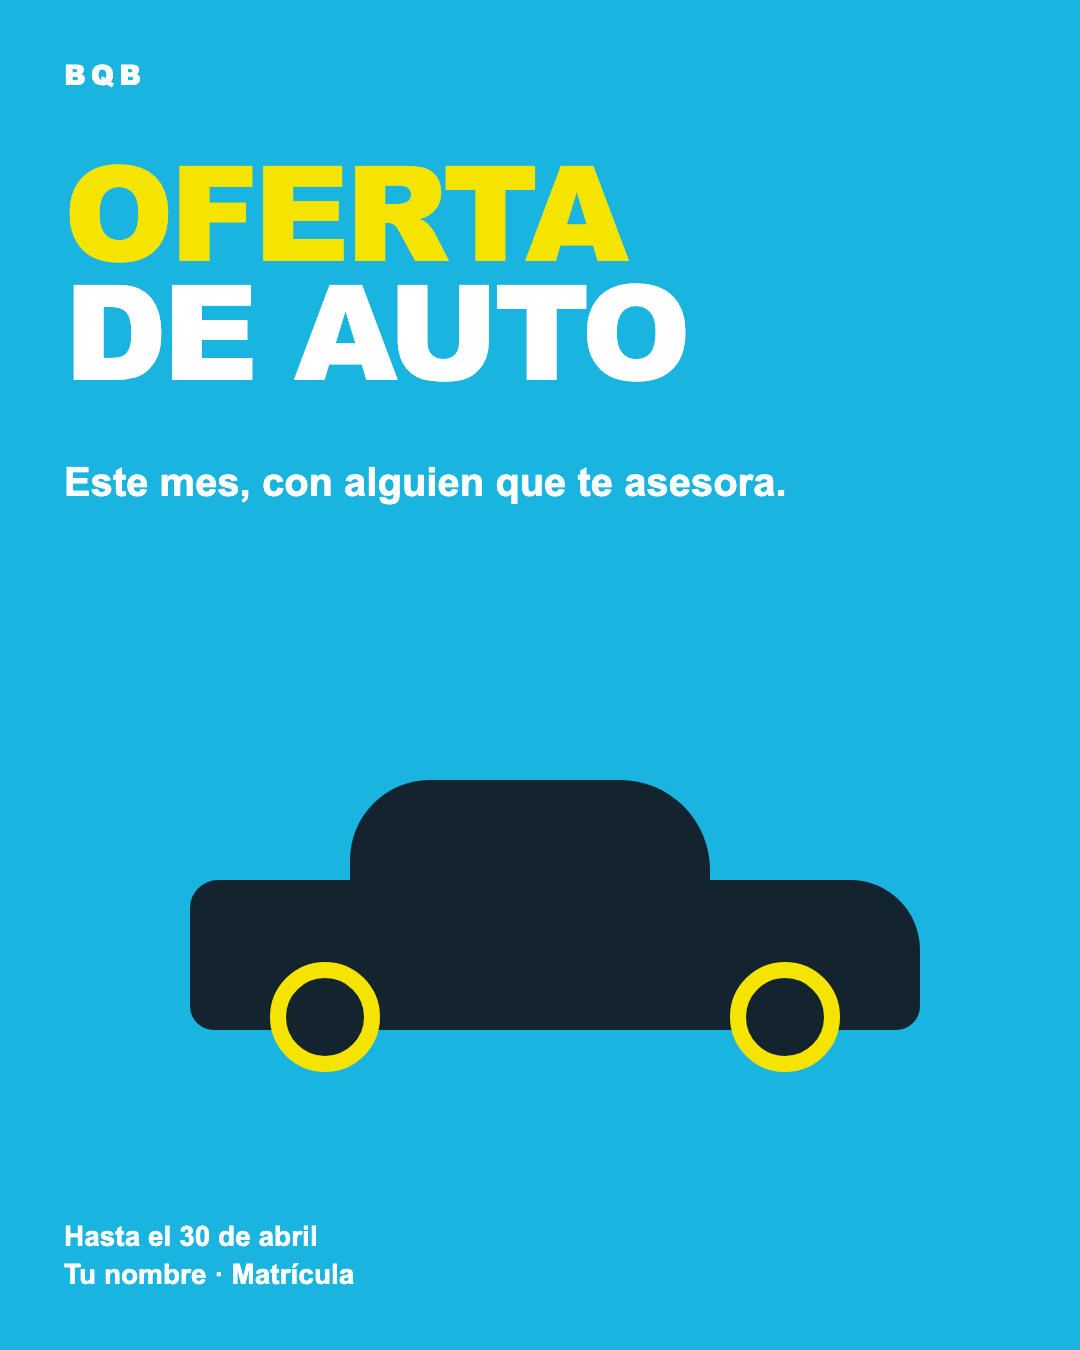 BQB
OFERTA
DE AUTO
Este mes, con alguien que te asesora.
Hasta el 30 de abril
Tu nombre · Matrícula